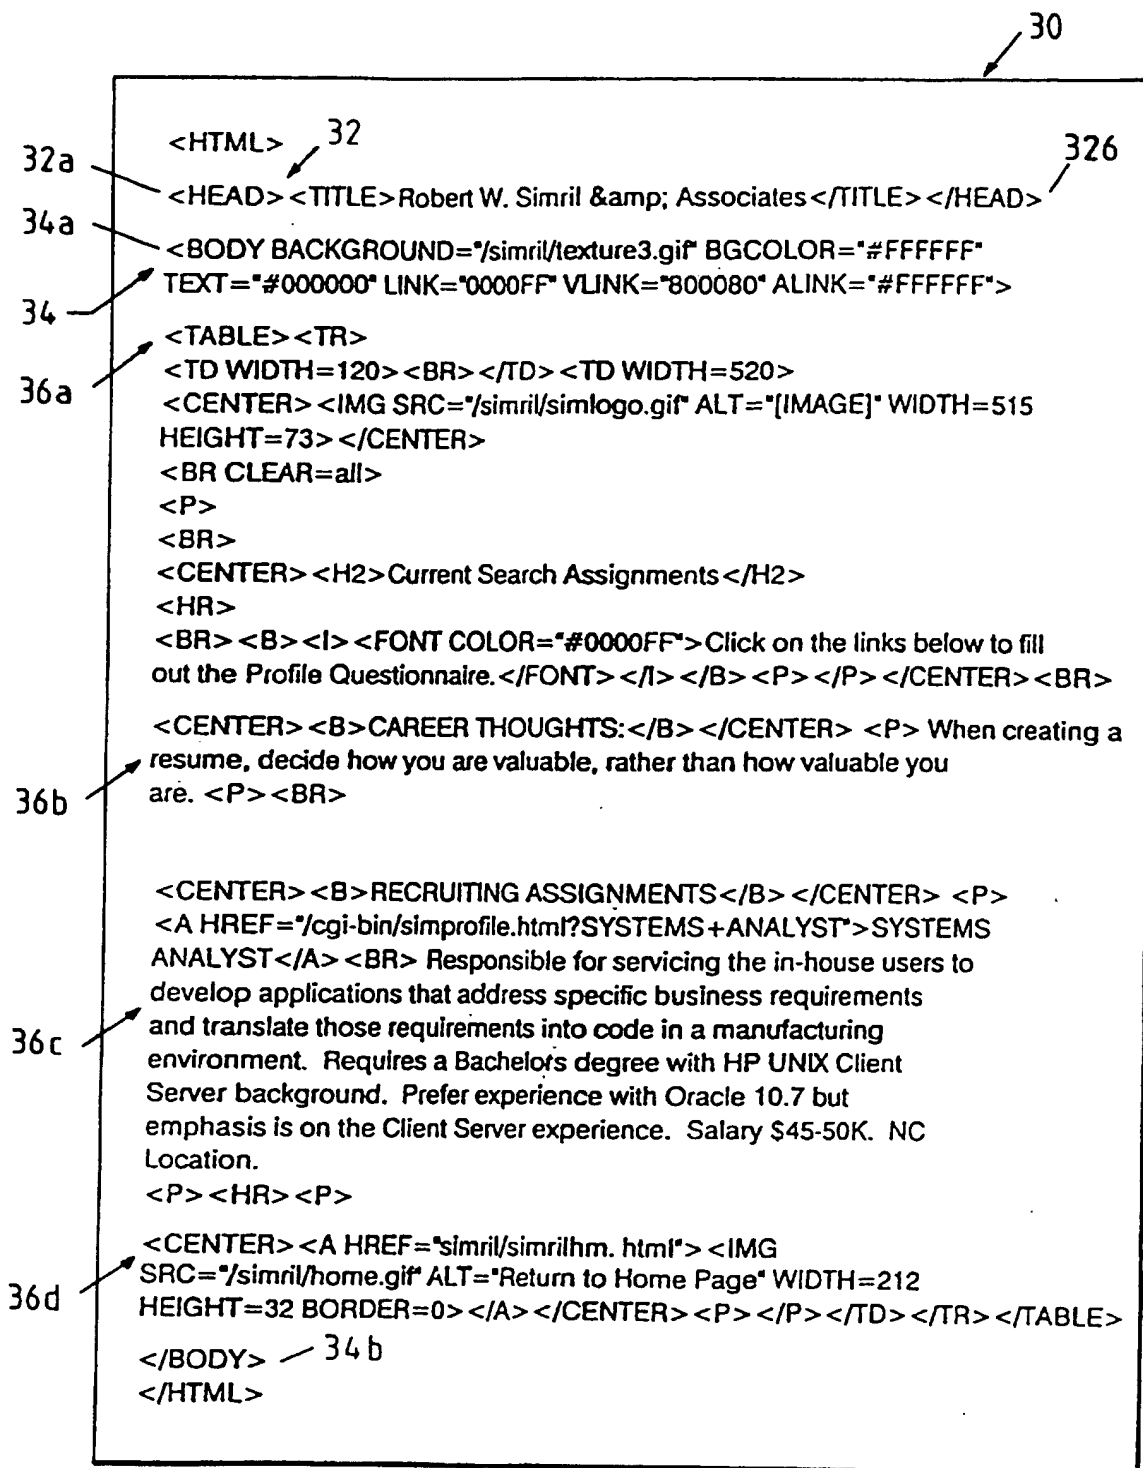 30
<HTML>
32
326
32a
<HEAD><TITLE>Robert W. Simril &amp; Associates</TITLE></HEAD>
34a
<BODY BACKGROUND="/simril/texture3.gif" BGCOLOR="#FFFFFF"
TEXT="#000000" LINK="0000FF" VLINK="800080" ALINK="#FFFFFF">
34
<TABLE><TR>
36a
<TD WIDTH=120><BR></TD><TD WIDTH=520>
<CENTER><IMG SRC="/simril/simlogo.gif" ALT="[IMAGE]" WIDTH=515
HEIGHT=73></CENTER>
<BR CLEAR=all>
<P>
<BR>
<CENTER><H2>Current Search Assignments</H2>
<HR>
<BR><B><I><FONT COLOR="#0000FF">Click on the links below to fill
out the Profile Questionnaire.</FONT></I></B><P></P></CENTER><BR>
<CENTER><B>CAREER THOUGHTS:</B></CENTER> <P> When creating a
resume, decide how you are valuable, rather than how valuable you
36b
are. <P><BR>
<CENTER><B>RECRUITING ASSIGNMENTS</B></CENTER> <P>
<A HREF="/cgi-bin/simprofile.html?SYSTEMS+ANALYST">SYSTEMS
ANALYST</A><BR> Responsible for servicing the in-house users to
develop applications that address specific business requirements
36c
and translate those requirements into code in a manufacturing
environment. Requires a Bachelors degree with HP UNIX Client
Server background. Prefer experience with Oracle 10.7 but
emphasis is on the Client Server experience. Salary $45-50K. NC
Location.
<P><HR><P>
<CENTER><A HREF="simril/simrilhm. html"><IMG
36d
SRC="/simril/home.gif" ALT="Return to Home Page" WIDTH=212
HEIGHT=32 BORDER=0></A></CENTER><P></P></TD></TR></TABLE>
</BODY> 34b
</HTML>